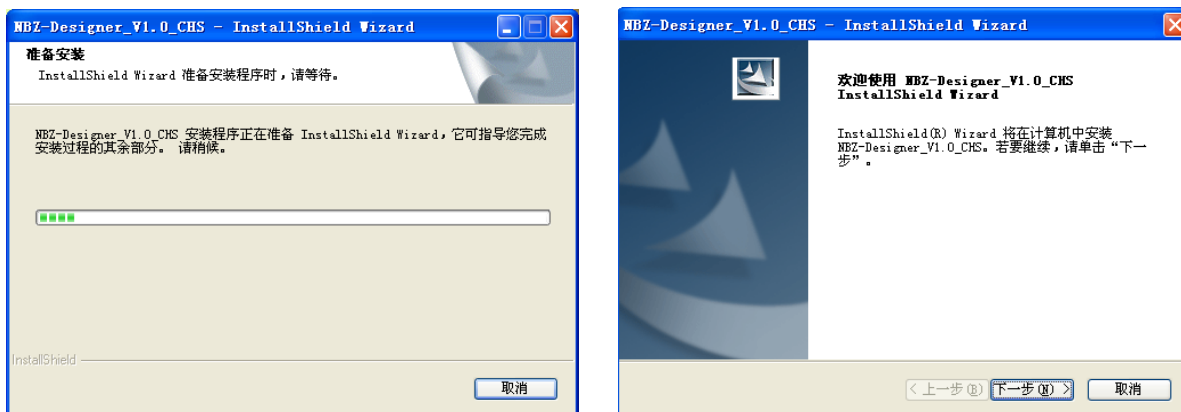 NBZ-Designer_V1.0_CHS - InstallShield Wizard
准备安装
InstallShield Wizard 准备安装程序时，请等待。
NBZ-Designer_V1.0_CHS 安装程序正在准备 InstallShield Wizard，它可指导您完成
安装过程的其余部分。 请稍候。
InstallShield
取消
NBZ-Designer_V1.0_CHS - InstallShield Wizard
欢迎使用 NBZ-Designer_V1.0_CHS
InstallShield Wizard
InstallShield(R) Wizard 将在计算机中安装
NBZ-Designer_V1.0_CHS。若要继续，请单击“下一
步”。
< 上一步(B) 下一步(N) > 取消